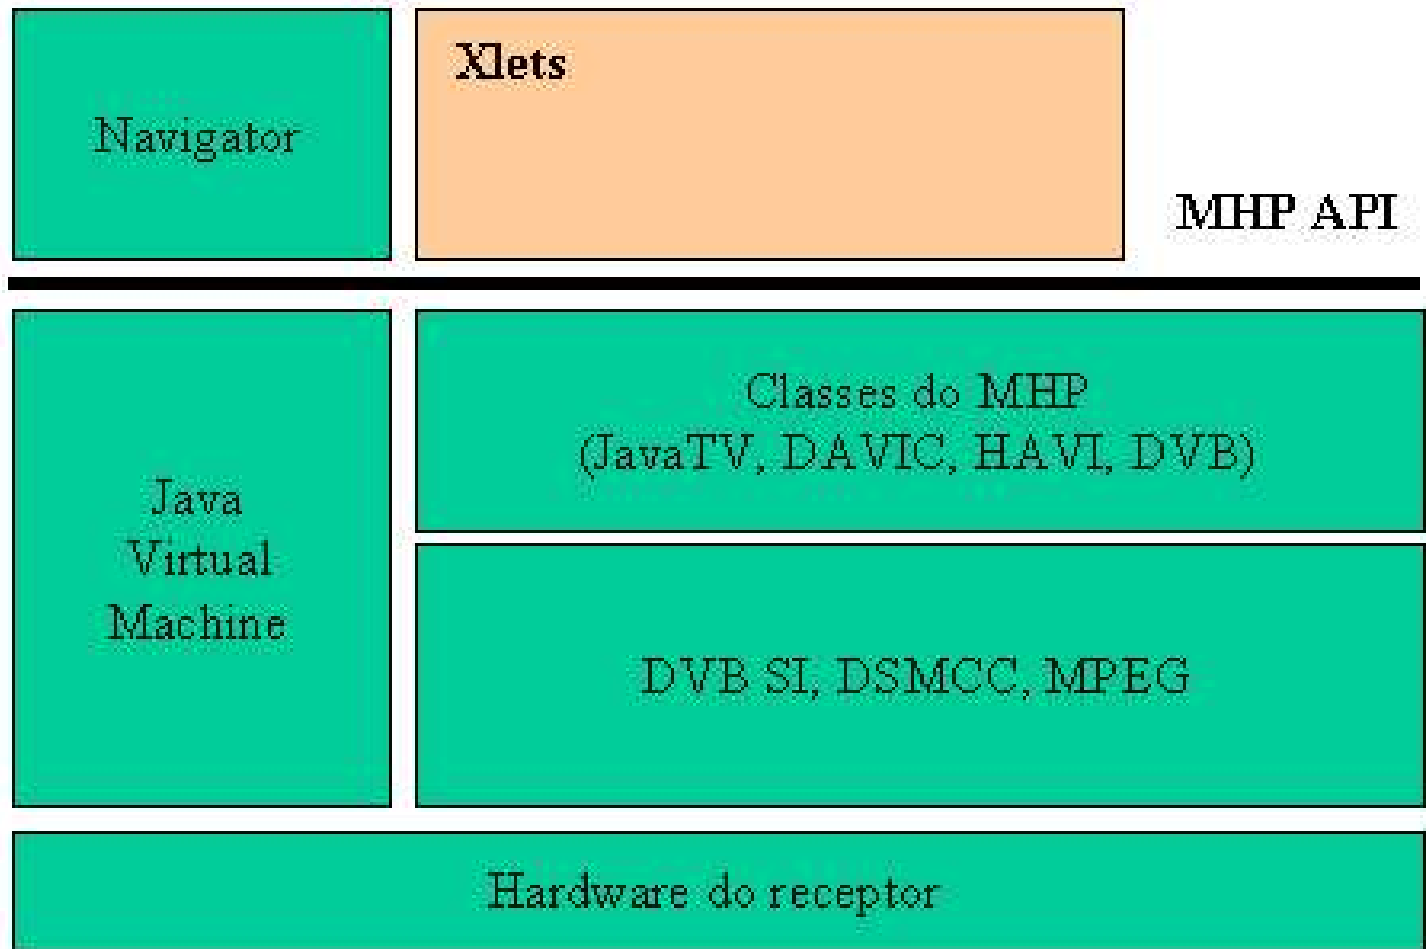 Navigator
Xlets
MHP API
Java
Virtual
Machine
Classes do MHP
(JavaTV, DAVIC, HAVI, DVB)
DVB SI, DSMCC, MPEG
Hardware do receptor